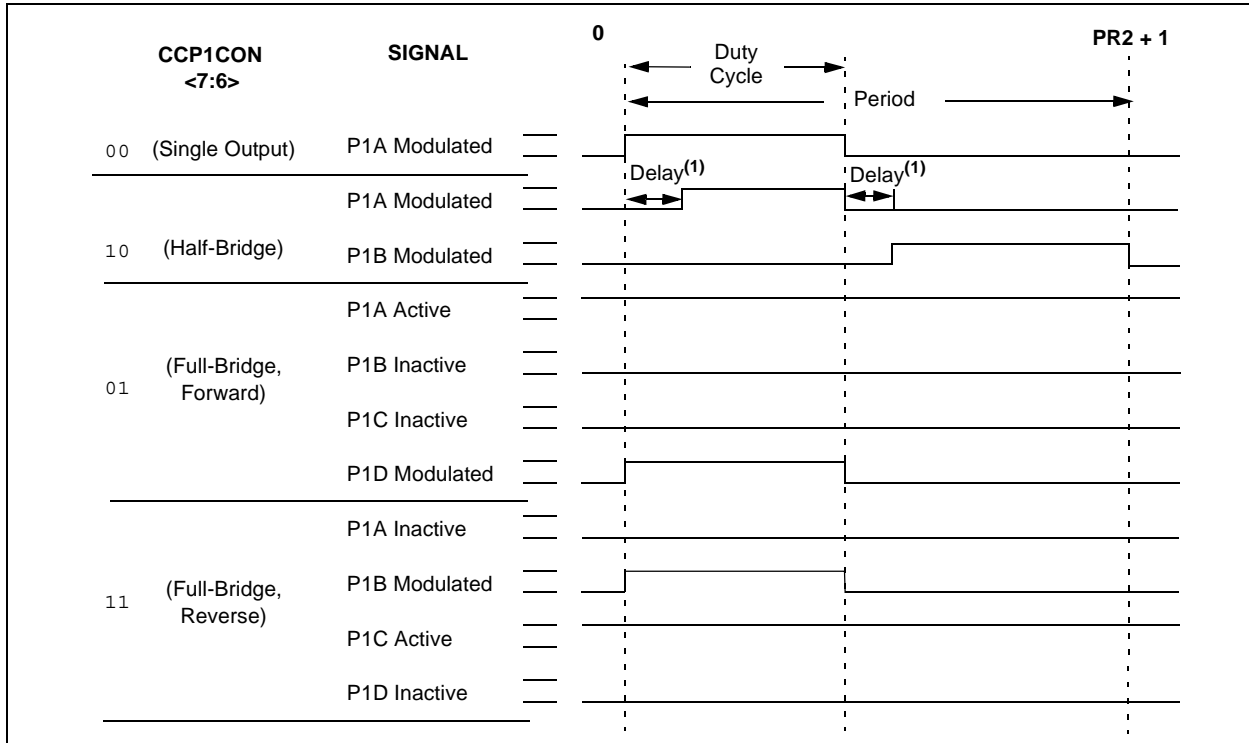 CCP1CON
<7:6>
SIGNAL
0
PR2 + 1
Duty
Cycle
Period
00 (Single Output) P1A Modulated
Delay(1)
Delay(1)
P1A Modulated
10 (Half-Bridge)
P1B Modulated
P1A Active
(Full-Bridge,
Forward)
01
P1B Inactive
P1C Inactive
P1D Modulated
P1A Inactive
11
(Full-Bridge,
Reverse)
P1B Modulated
P1C Active
P1D Inactive